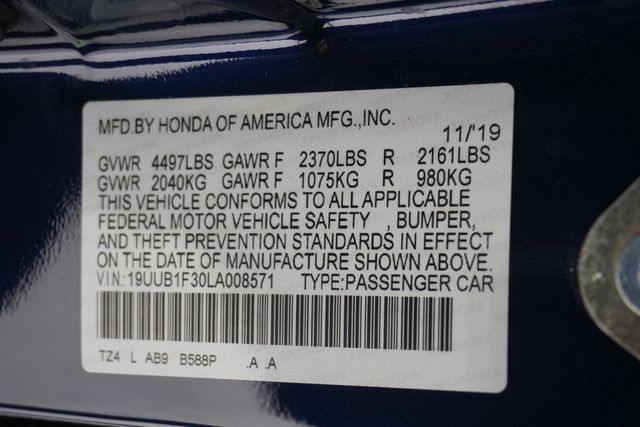 MFD.BY HONDA OF AMERICA MFG.,INC.
11/'19
GVWR 4497LBS GAWR F 2370LBS R 2161LBS
GVWR 2040KG GAWR F 1075KG R 980KG
THIS VEHICLE CONFORMS TO ALL APPLICABLE
FEDERAL MOTOR VEHICLE SAFETY , BUMPER,
AND THEFT PREVENTION STANDARDS IN EFFECT
ON THE DATE OF MANUFACTURE SHOWN ABOVE.
VIN:19UUB1F30LA008571 TYPE:PASSENGER CAR
TZ4 L AB9 B588P .A .A